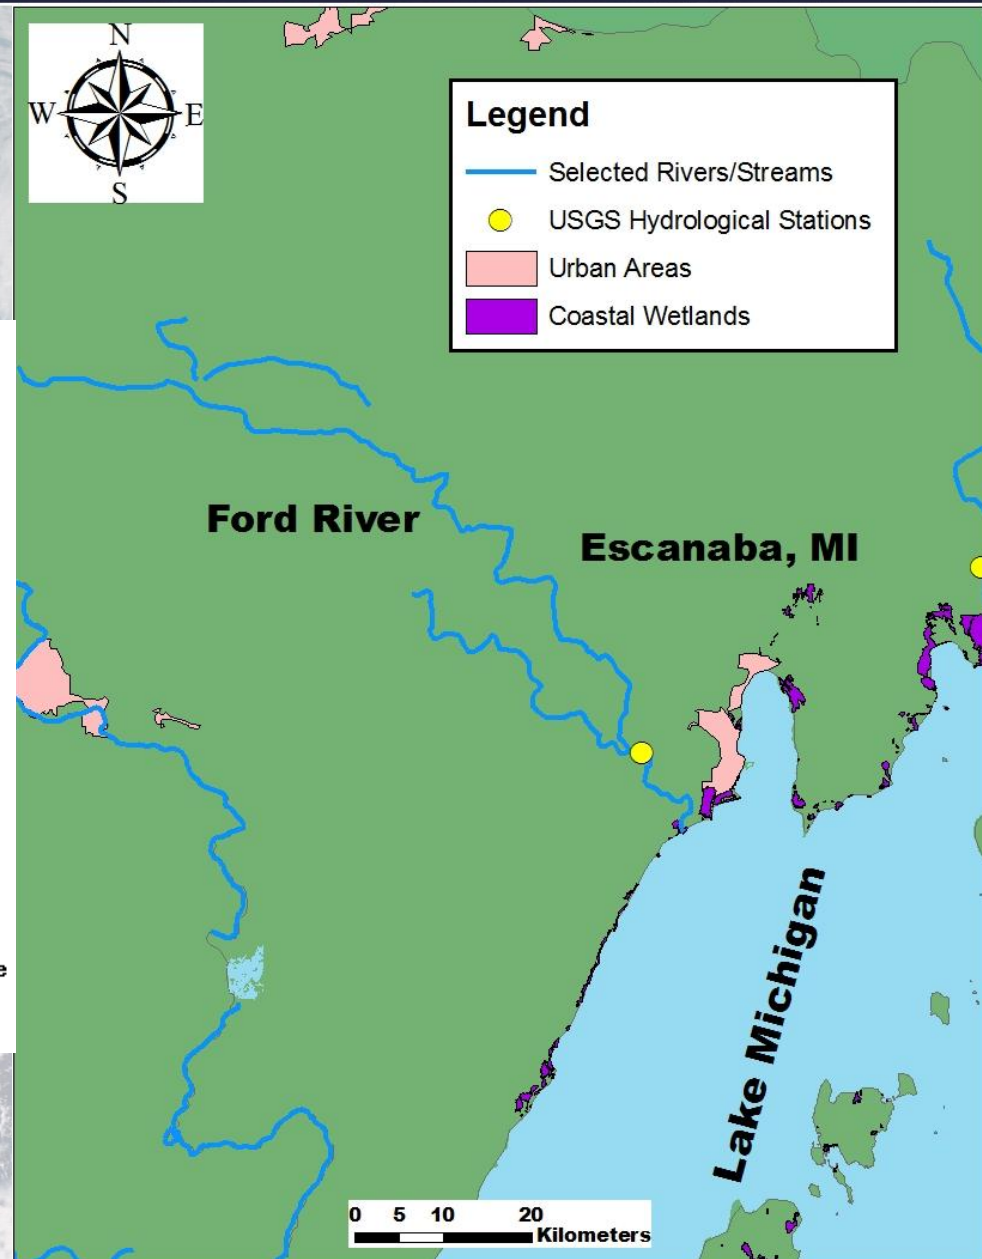 N
W E
S
Legend
Selected Rivers/Streams
USGS Hydrological Stations
Urban Areas
Coastal Wetlands
Ford River
Escanaba, MI
Lake Michigan
e
0 5 10 20
Kilometers